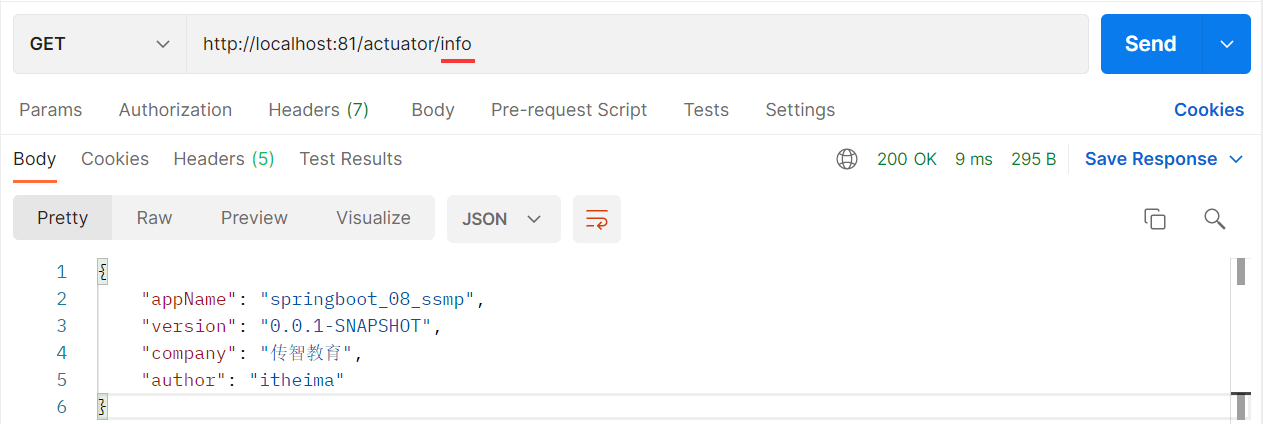 GET http://localhost:81/actuator/info Send
Params Authorization Headers (7) Body Pre-request Script Tests Settings Cookies
Body Cookies Headers (5) Test Results 200 OK 9 ms 295 B Save Response
Pretty Raw Preview Visualize JSON
1 {
2 "appName": "springboot_08_ssmp",
3 "version": "0.0.1-SNAPSHOT",
4 "company": "传智教育",
5 "author": "itheima"
6 }